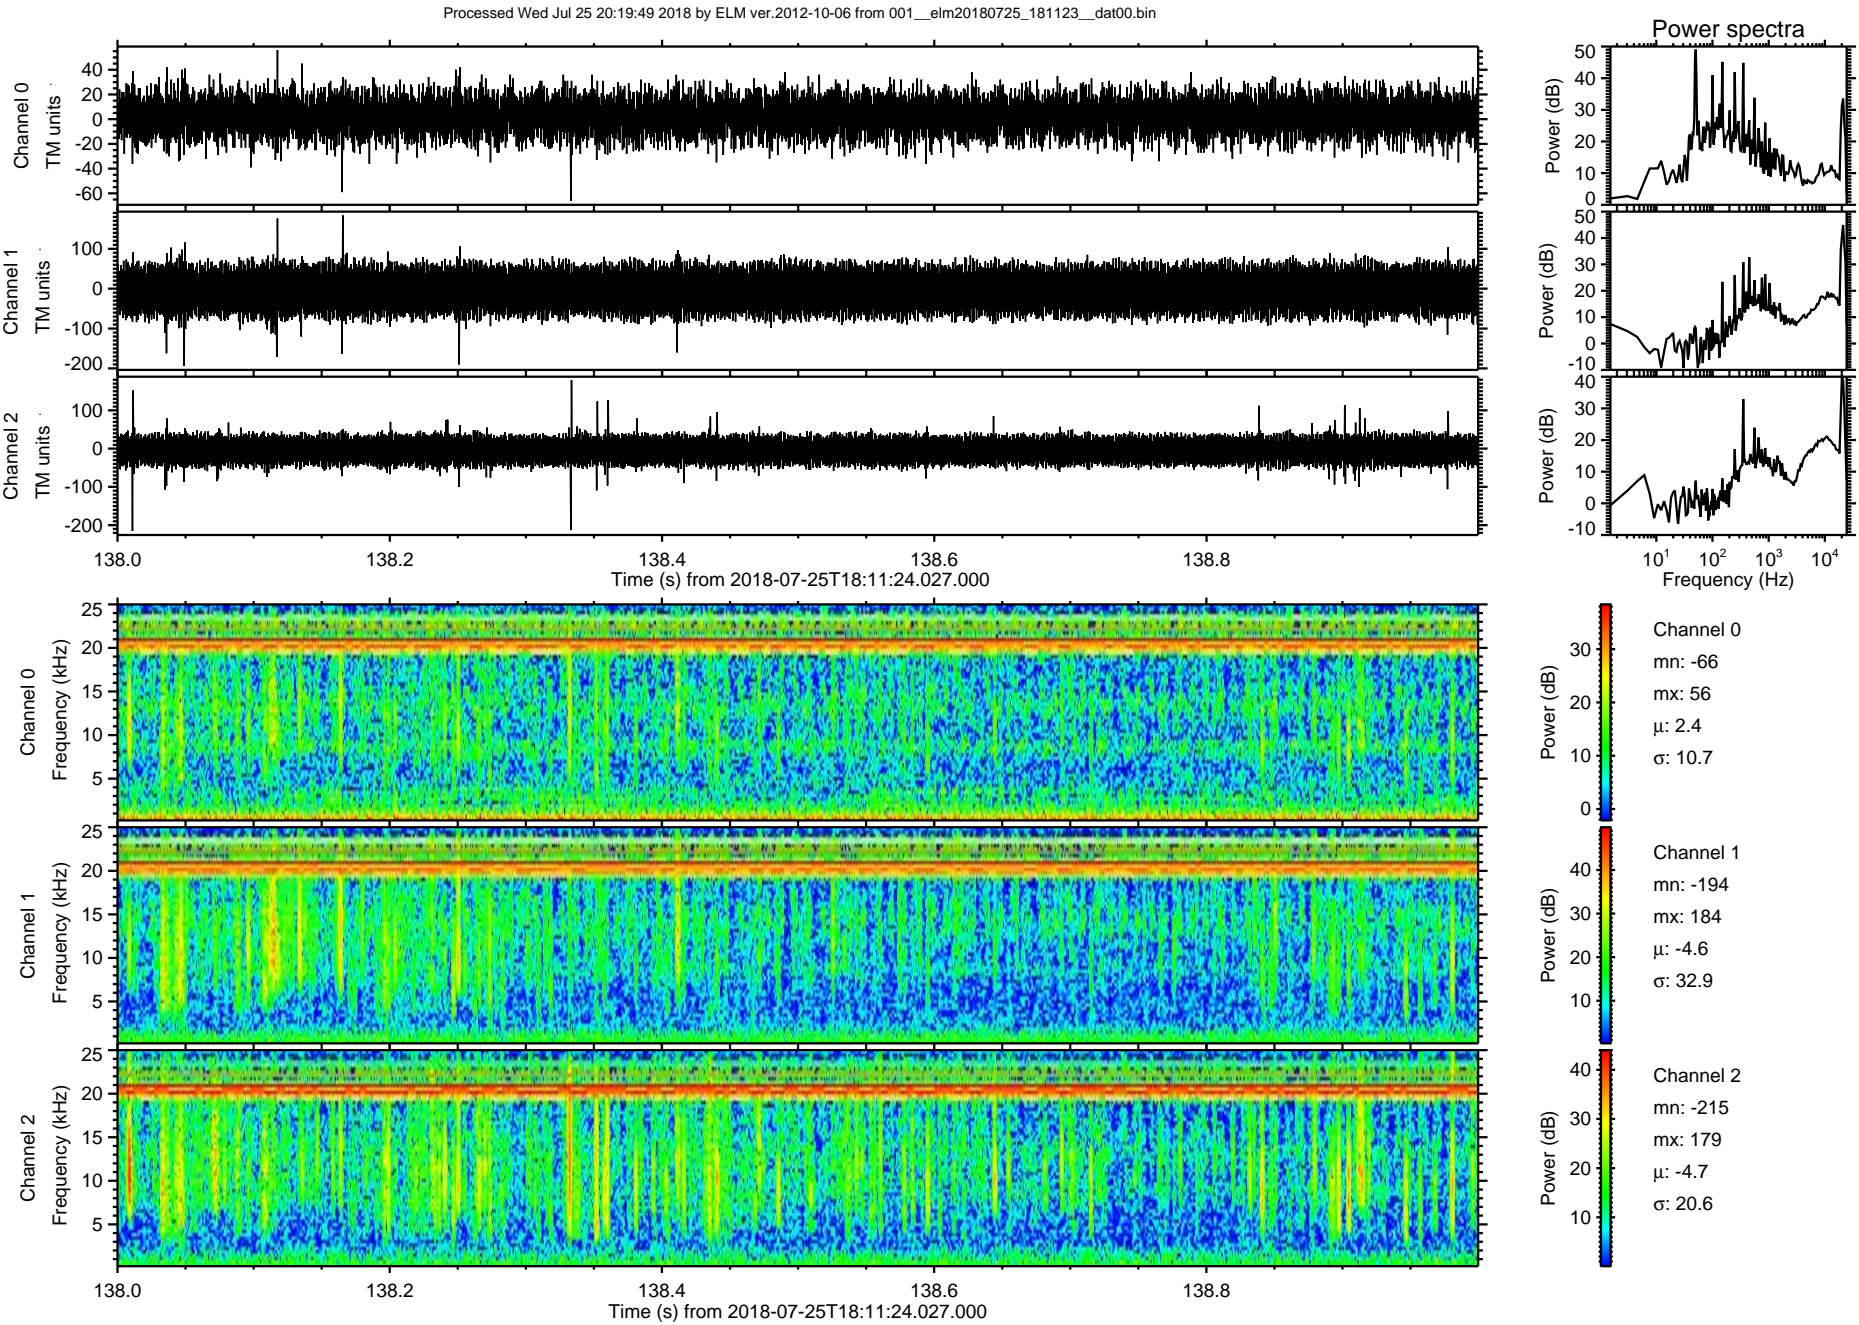 Processed Wed Jul 25 20:19:49 2018 by ELM ver.2012-10-06 from 001__elm20180725_181123__dat00.bin
Power spectra
Channel 0
TM units
40
20
0
-20
-40
-60
Power (dB)
50
40
30
20
10
0
Channel 1
TM units
100
0
-100
-200
Power (dB)
50
40
30
20
10
0
-10
Channel 2
TM units
100
0
-100
-200
Power (dB)
40
30
20
10
0
-10
138.0 138.2 138.4 138.6 138.8
Time (s) from 2018-07-25T18:11:24.027.000
10¹ 10² 10³ 10⁴
Frequency (Hz)
Channel 0
Frequency (kHz)
25
20
15
10
5
Power (dB)
30
20
10
0
Channel 0
mn: -66
mx: 56
µ: 2.4
σ: 10.7
Channel 1
Frequency (kHz)
25
20
15
10
5
Power (dB)
40
30
20
10
Channel 1
mn: -194
mx: 184
µ: -4.6
σ: 32.9
Channel 2
Frequency (kHz)
25
20
15
10
5
Power (dB)
40
30
20
10
Channel 2
mn: -215
mx: 179
µ: -4.7
σ: 20.6
138.0 138.2 138.4 138.6 138.8
Time (s) from 2018-07-25T18:11:24.027.000